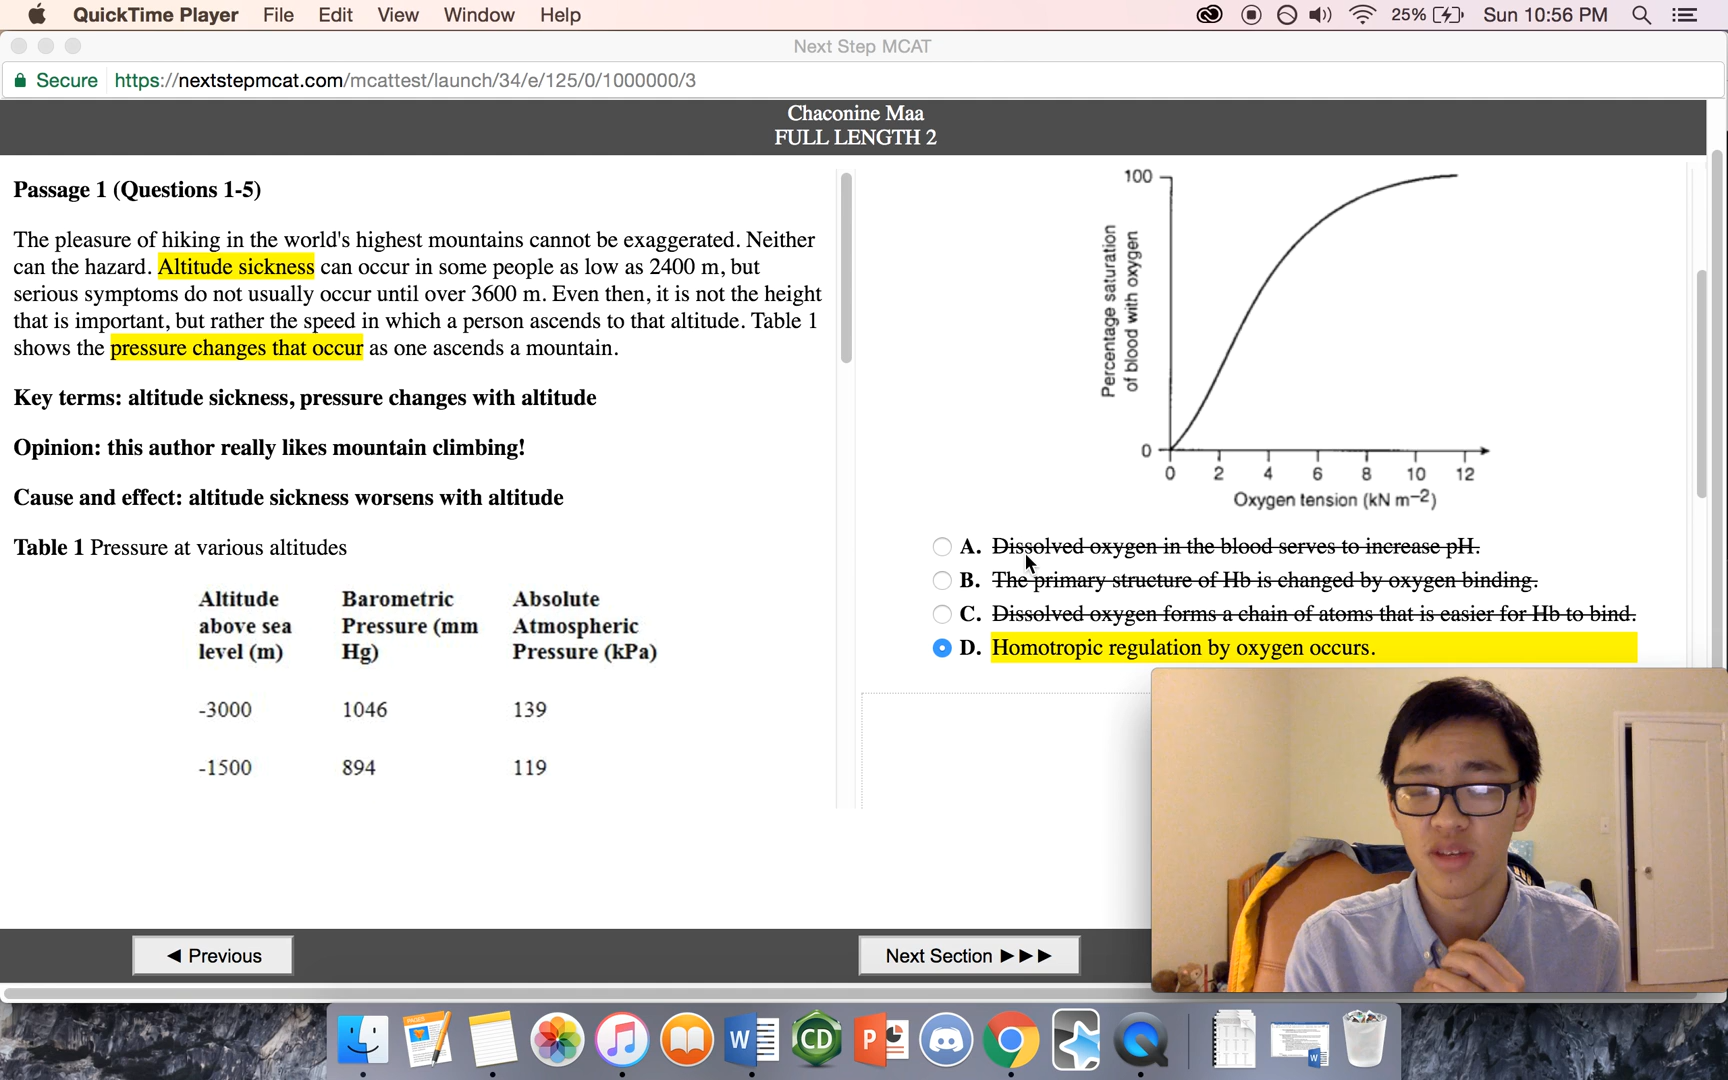 QuickTime Player File Edit View Window Help 25% Sun 10:56 PM
Next Step MCAT
Secure https://nextstepmcat.com/mcattest/launch/34/e/125/0/1000000/3
Chaconine Maa
FULL LENGTH 2
Passage 1 (Questions 1-5)
The pleasure of hiking in the world's highest mountains cannot be exaggerated. Neither
can the hazard. Altitude sickness can occur in some people as low as 2400 m, but
serious symptoms do not usually occur until over 3600 m. Even then, it is not the height
that is important, but rather the speed in which a person ascends to that altitude. Table 1
shows the pressure changes that occur as one ascends a mountain.
Key terms: altitude sickness, pressure changes with altitude
Opinion: this author really likes mountain climbing!
Cause and effect: altitude sickness worsens with altitude
Table 1 Pressure at various altitudes
Altitude above sea level (m)
Barometric Pressure (mm Hg)
Absolute Atmospheric Pressure (kPa)
-3000 1046 139
-1500 894 119
Percentage saturation
of blood with oxygen
100
0
0 2 4 6 8 10 12
Oxygen tension (kN m−2)
A. Dissolved oxygen in the blood serves to increase pH.
B. The primary structure of Hb is changed by oxygen binding.
C. Dissolved oxygen forms a chain of atoms that is easier for Hb to bind.
D. Homotropic regulation by oxygen occurs.
Previous
Next Section
PAGES
W
CD
P
W